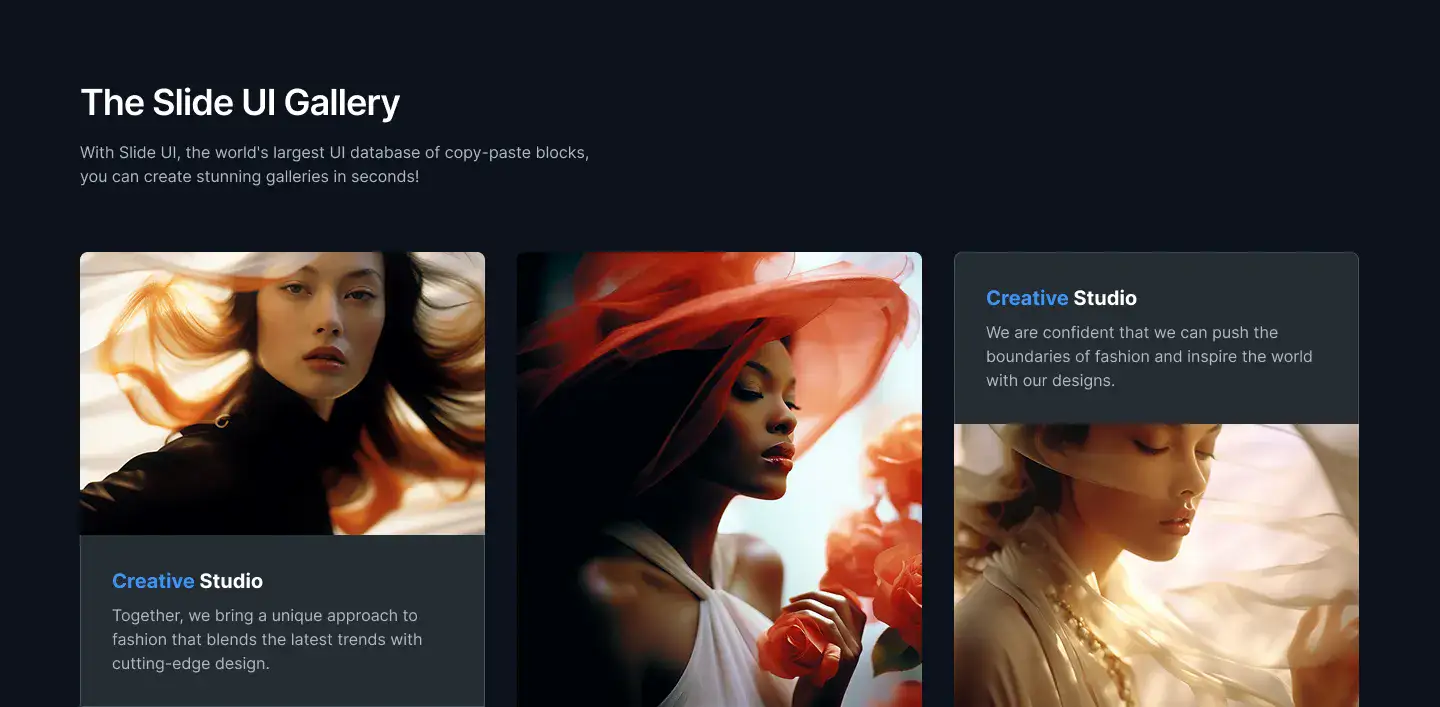 The Slide UI Gallery
With Slide UI, the world's largest UI database of copy-paste blocks,
you can create stunning galleries in seconds!
Creative Studio
Together, we bring a unique approach to
fashion that blends the latest trends with
cutting-edge design.
Creative Studio
We are confident that we can push the
boundaries of fashion and inspire the world
with our designs.